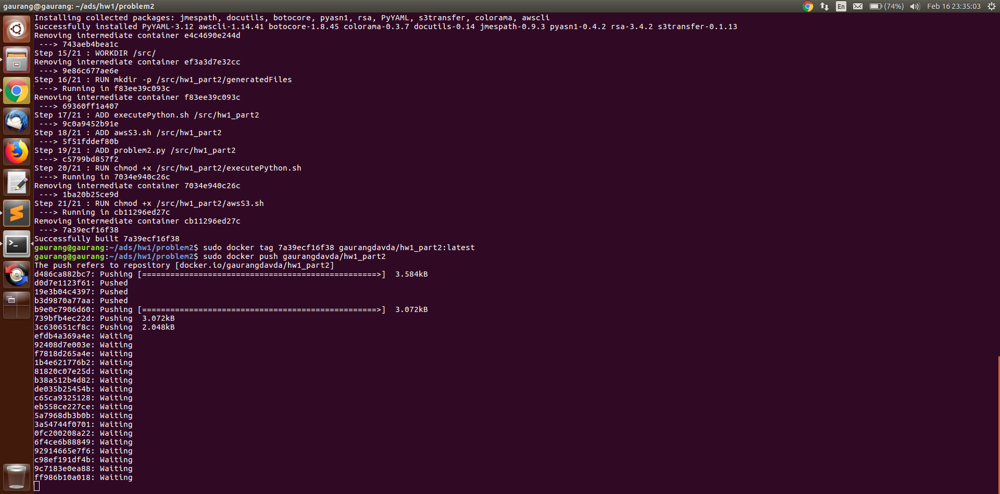 gaurang@gaurang: ~/ads/hw1/problem2
En (74%) Feb 16 23:35:03
Installing collected packages: jmespath, docutils, botocore, pyasn1, rsa, PyYAML, s3transfer, colorama, awscli
Successfully installed PyYAML-3.12 awscli-1.14.41 botocore-1.8.45 colorama-0.3.7 docutils-0.14 jmespath-0.9.3 pyasn1-0.4.2 rsa-3.4.2 s3transfer-0.1.13
Removing intermediate container e4c4690e244d
 ---> 743aeb4bea1c
Step 15/21 : WORKDIR /src/
Removing intermediate container ef3a3d7e32cc
 ---> 9e86c677ae6e
Step 16/21 : RUN mkdir -p /src/hw1_part2/generatedFiles
 ---> Running in f83ee39c093c
Removing intermediate container f83ee39c093c
 ---> 69360ff1a407
Step 17/21 : ADD executePython.sh /src/hw1_part2
 ---> 9c0a9452b91e
Step 18/21 : ADD awsS3.sh /src/hw1_part2
 ---> 5f51fddef80b
Step 19/21 : ADD problem2.py /src/hw1_part2
 ---> c5799bd857f2
Step 20/21 : RUN chmod +x /src/hw1_part2/executePython.sh
 ---> Running in 7034e940c26c
Removing intermediate container 7034e940c26c
 ---> 1ba20b25ce9d
Step 21/21 : RUN chmod +x /src/hw1_part2/awsS3.sh
 ---> Running in cb11296ed27c
Removing intermediate container cb11296ed27c
 ---> 7a39ecf16f38
Successfully built 7a39ecf16f38
gaurang@gaurang:~/ads/hw1/problem2$ sudo docker tag 7a39ecf16f38 gaurangdavda/hw1_part2:latest
gaurang@gaurang:~/ads/hw1/problem2$ sudo docker push gaurangdavda/hw1_part2
The push refers to repository [docker.io/gaurangdavda/hw1_part2]
d486ca882bc7: Pushing [==================================================>]  3.584kB
d0d7e1123f61: Pushed
19e3b04c4397: Pushed
b3d9870a77aa: Pushed
b9e0c7906d60: Pushing [==================================================>]  3.072kB
739bfb4ec22d: Pushing  3.072kB
3c630651cf8c: Pushing  2.048kB
efdb4a369a4e: Waiting
92408d7e003e: Waiting
f7818d265a4e: Waiting
1b4e621776b2: Waiting
81820c07e25d: Waiting
b38a512b4d82: Waiting
de035b25454b: Waiting
c65ca9325128: Waiting
eb558ce227ce: Waiting
5a7968db3b0b: Waiting
3a54744f0701: Waiting
0fc200208a22: Waiting
6f4ce6b88849: Waiting
92914665e7f6: Waiting
c98ef191df4b: Waiting
9c7183e0ea88: Waiting
ff986b10a018: Waiting